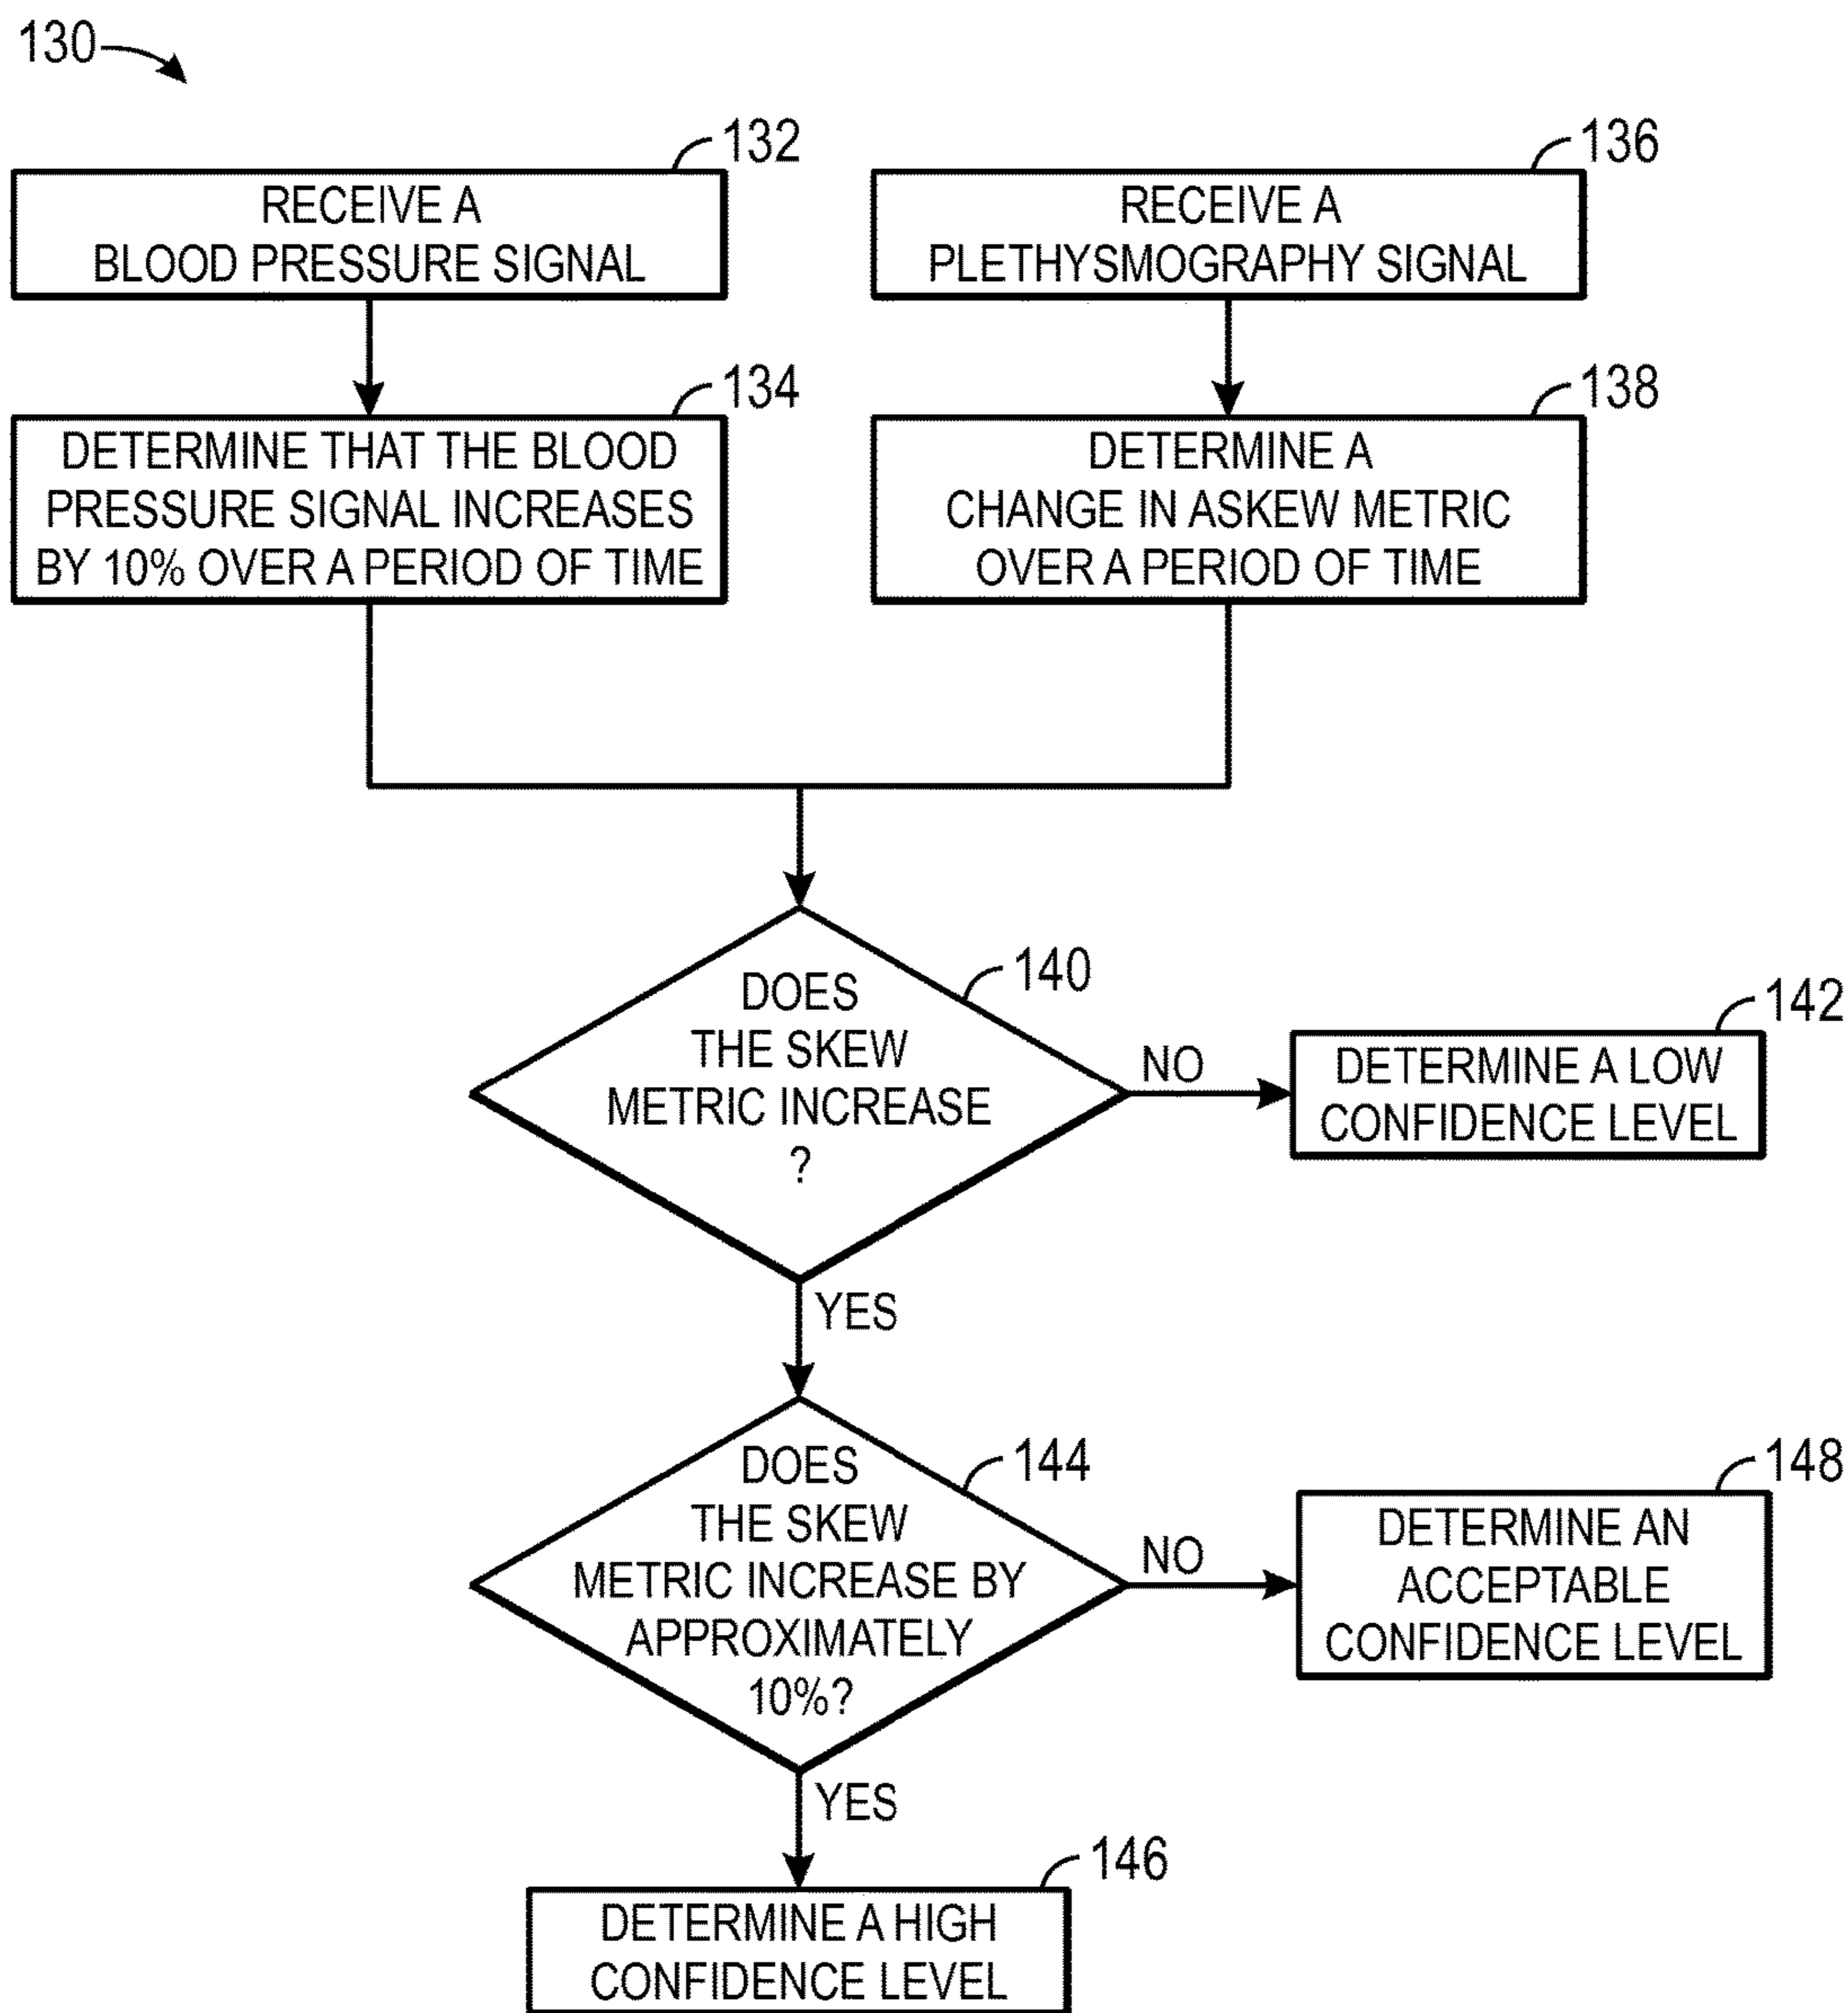 130
132
RECEIVE A
BLOOD PRESSURE SIGNAL
136
RECEIVE A
PLETHYSMOGRAPHY SIGNAL
134
DETERMINE THAT THE BLOOD
PRESSURE SIGNAL INCREASES
BY 10% OVER A PERIOD OF TIME
138
DETERMINE A
CHANGE IN ASKEW METRIC
OVER A PERIOD OF TIME
140
DOES
THE SKEW
METRIC INCREASE
?
NO
142
DETERMINE A LOW
CONFIDENCE LEVEL
YES
144
DOES
THE SKEW
METRIC INCREASE BY
APPROXIMATELY
10%?
NO
148
DETERMINE AN
ACCEPTABLE
CONFIDENCE LEVEL
YES
146
DETERMINE A HIGH
CONFIDENCE LEVEL